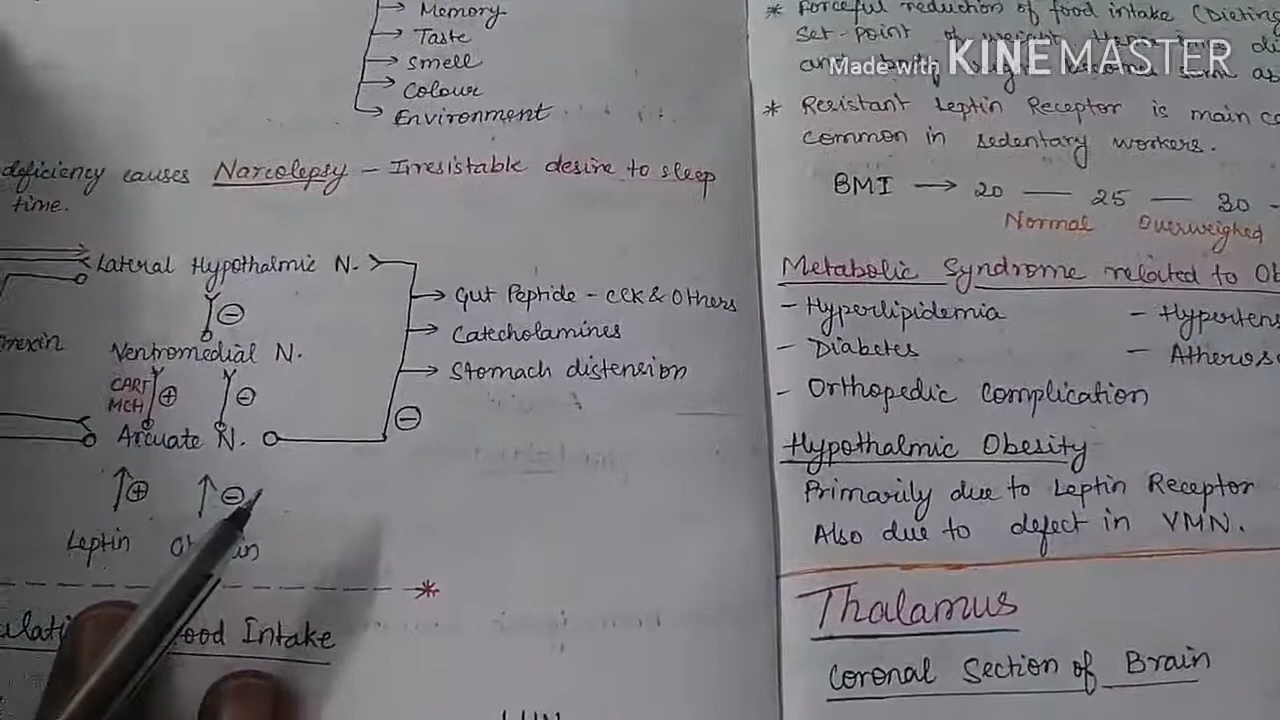 Memory
Taste
Smell
Colour
Environment
deficiency causes Narcolepsy - Irresistable desire to sleep
time.
Lateral Hypothalmic N.
⊖
Ventromedial N.
CART
MCH
⊕ ⊖
Arcuate N.
⊕ ⊖
Leptin
Gut Peptide - CCK & Others
Catecholamines
Stomach distension
⊖
Food Intake
* Forceful reduction of food intake (Dieting
set-point of
* Resistant Leptin Receptor is main
common in sedentary workers.
BMI → 20 — 25 — 30 -
Normal Overweighed
Metabolic Syndrome related to
- Hyperlipidemia
- Diabetes
- Orthopedic Complication
Hypothalmic Obesity
Primarily due to Leptin Receptor
Also due to defect in VMN.
Thalamus
Coronal Section of Brain
Made with KINEMASTER